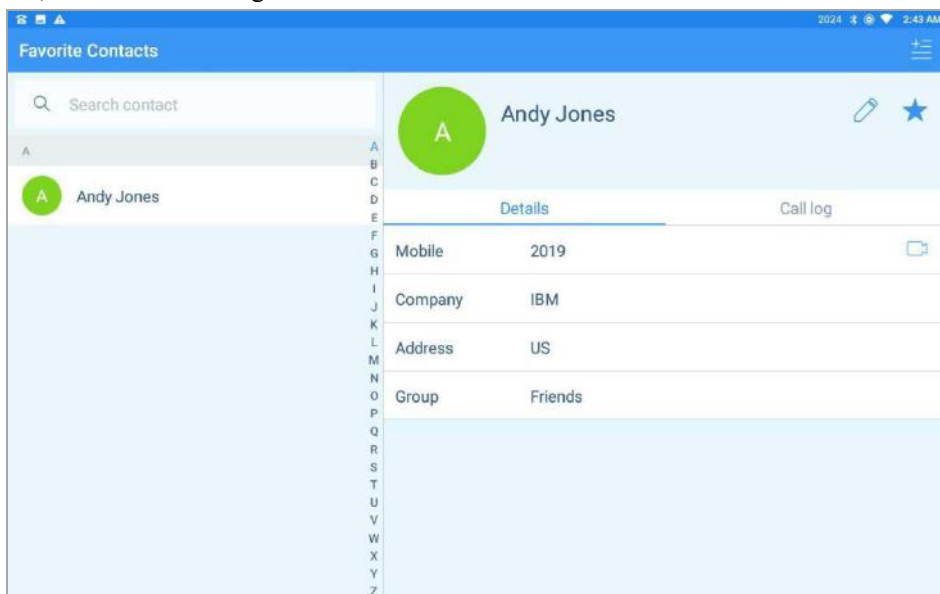 2024 2:43 AM
Favorite Contacts
Search contact
A
Andy Jones
A
A
B
C
D
E
F
G
H
I
J
K
L
M
N
O
P
Q
R
S
T
U
V
W
X
Y
Z
A
Andy Jones
Details
Call log
Mobile 2019
Company IBM
Address US
Group Friends